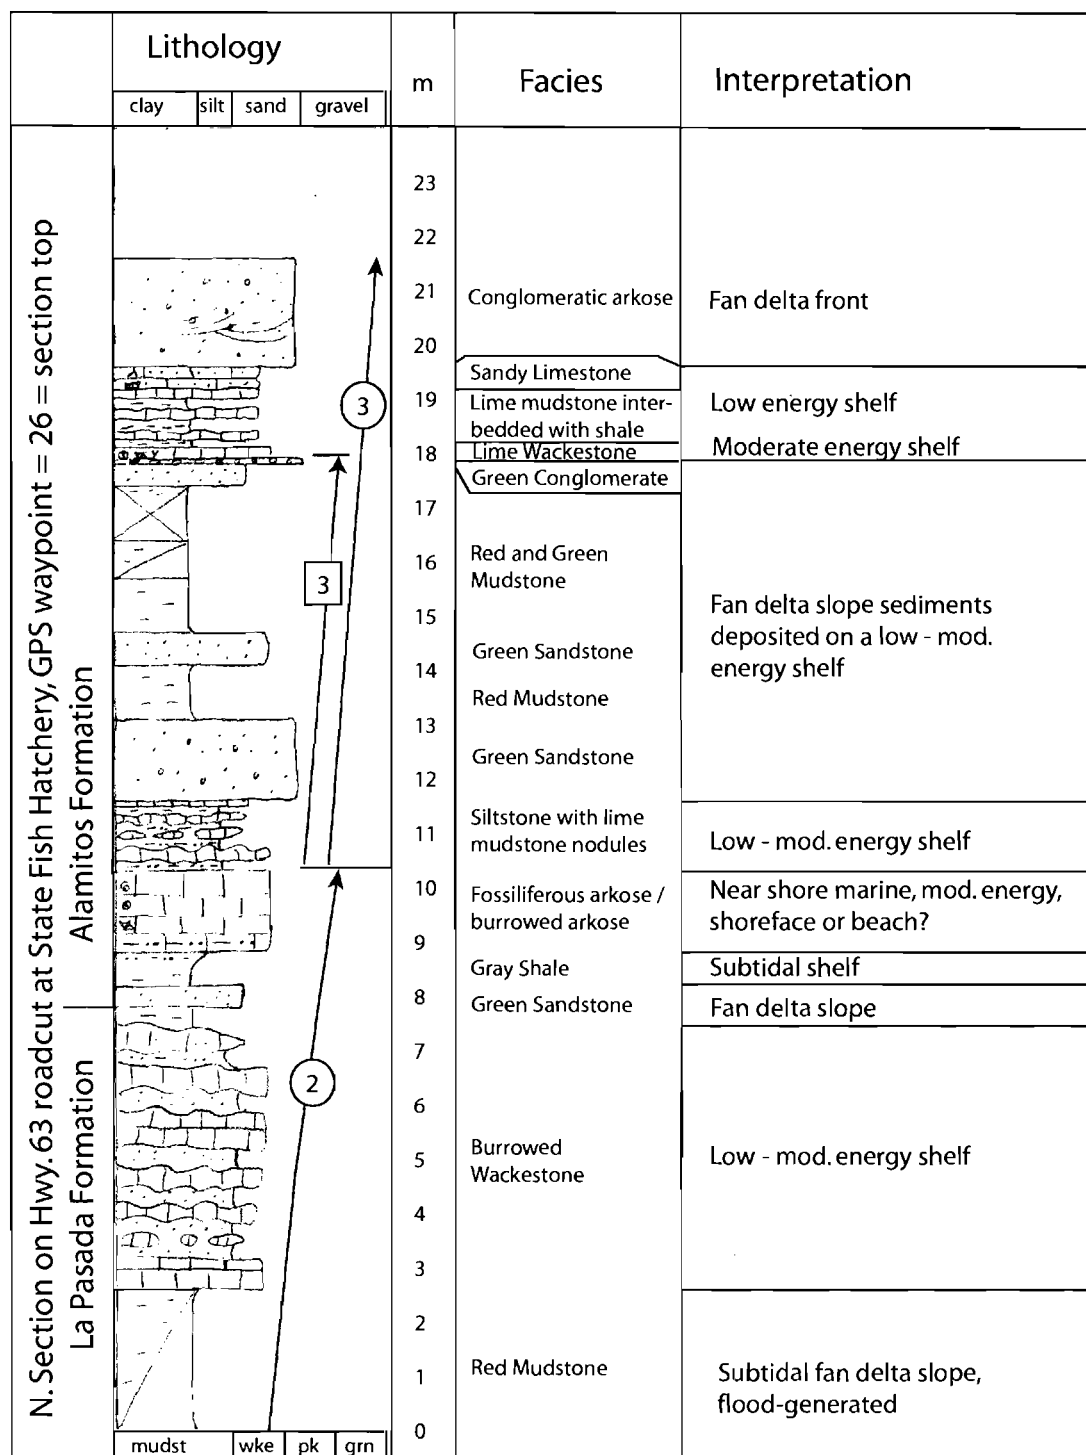 Lithology
m
Facies
Interpretation
clay silt sand gravel
N. Section on Hwy. 63 roadcut at State Fish Hatchery, GPS waypoint = 26 = section top
Alamitos Formation
La Pasada Formation
23
22
21
Conglomeratic arkose
Fan delta front
20
Sandy Limestone
19
Lime mudstone inter-
bedded with shale
Low energy shelf
3
18
Lime Wackestone
Moderate energy shelf
Green Conglomerate
17
16
Red and Green
Mudstone
3
15
Fan delta slope sediments
deposited on a low - mod.
energy shelf
Green Sandstone
14
Red Mudstone
13
Green Sandstone
12
Siltstone with lime
mudstone nodules
11
Low - mod. energy shelf
10
Fossiliferous arkose /
burrowed arkose
Near shore marine, mod. energy,
shoreface or beach?
9
Gray Shale
Subtidal shelf
8
Green Sandstone
Fan delta slope
7
2
6
5
Burrowed
Wackestone
Low - mod. energy shelf
4
3
2
1
Red Mudstone
Subtidal fan delta slope,
flood-generated
0
mudst wke pk grn